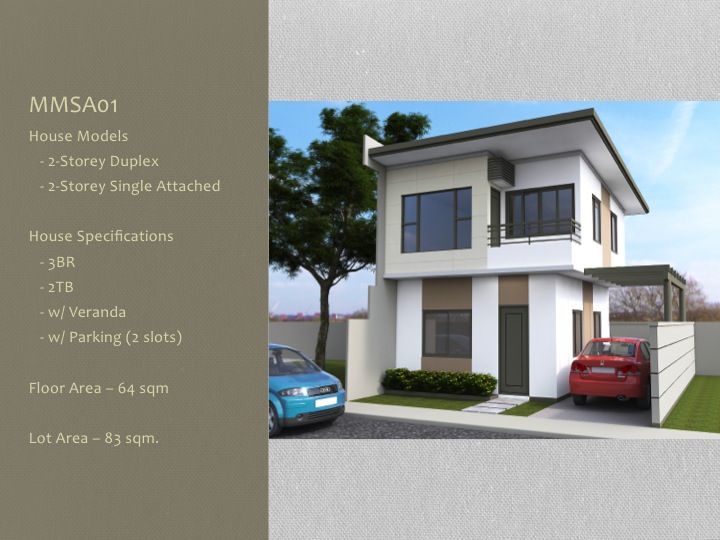 MMSA01
House Models
- 2-Storey Duplex
- 2-Storey Single Attached
House Specifications
- 3BR
- 2TB
- w/ Veranda
- w/ Parking (2 slots)
Floor Area – 64 sqm
Lot Area – 83 sqm.